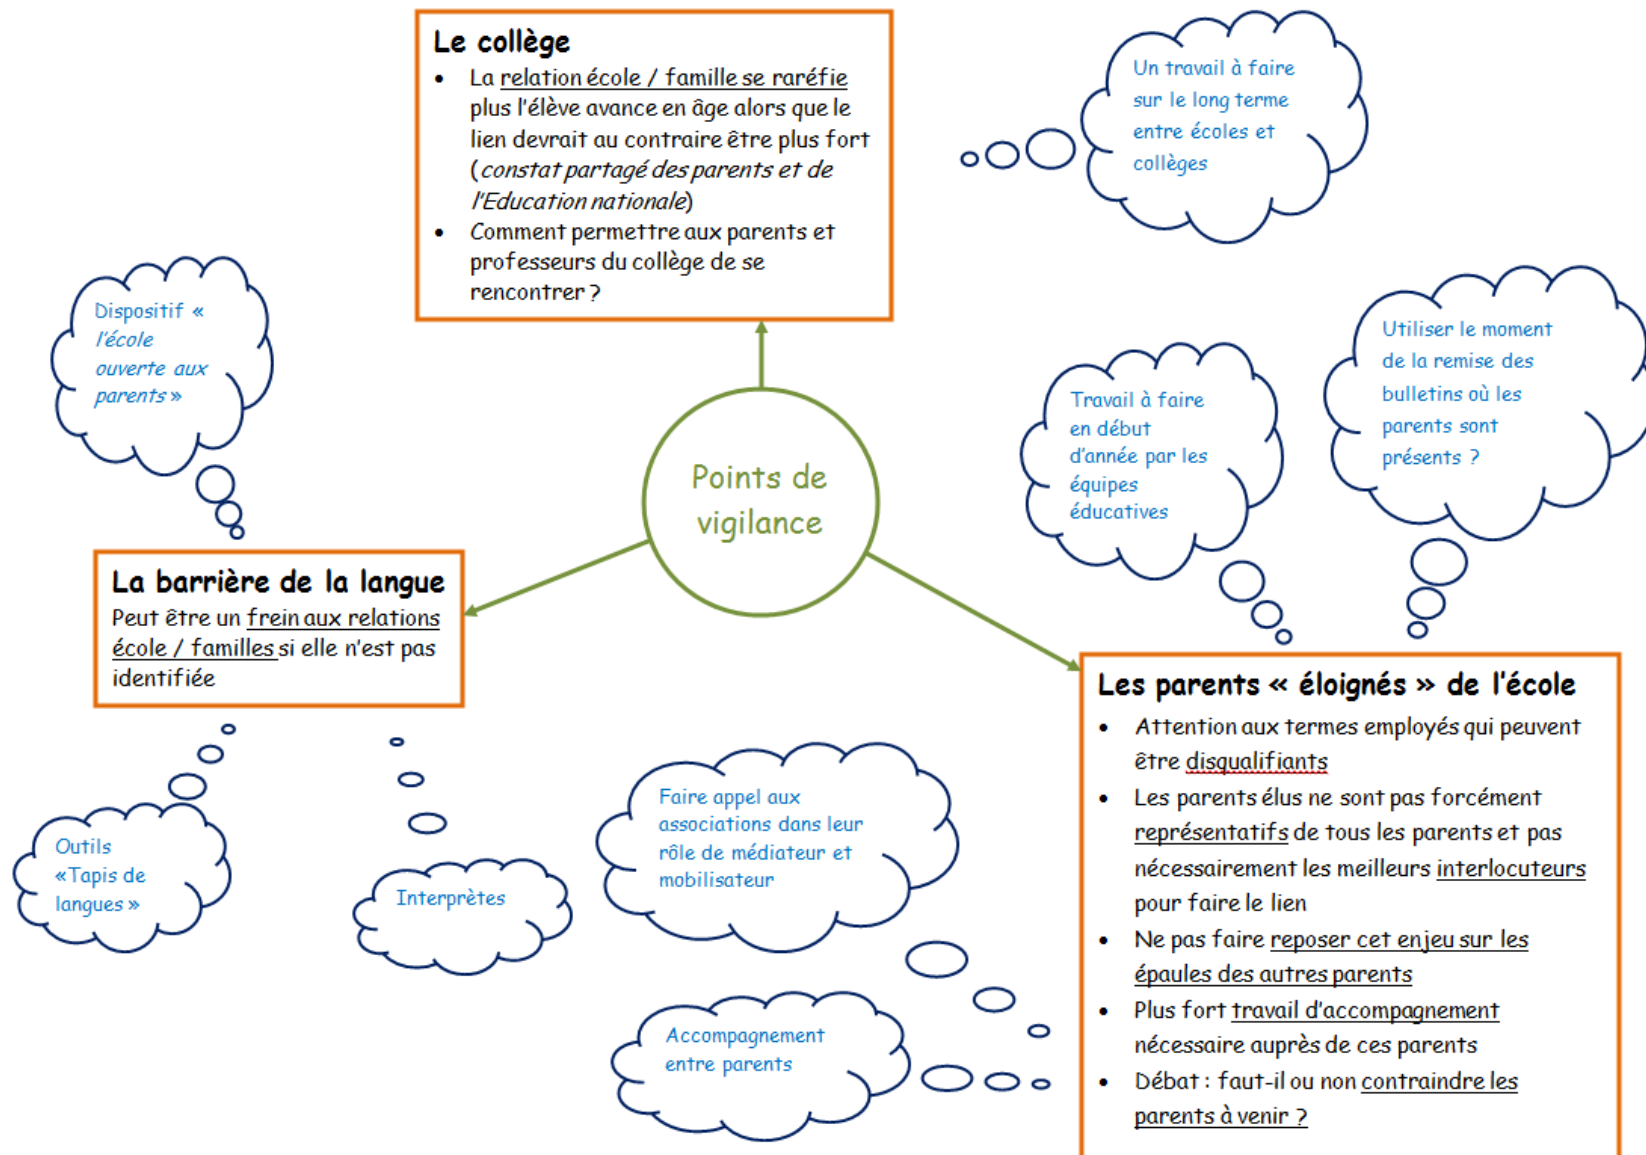 Le collège
• La relation école / famille se raréfie
plus l'élève avance en âge alors que le
lien devrait au contraire être plus fort
(constat partagé des parents et de
l'Education nationale)
• Comment permettre aux parents et
professeurs du collège de se
rencontrer ?
Un travail à faire
sur le long terme
entre écoles et
collèges
Dispositif «
l'école
ouverte aux
parents »
Points de
vigilance
Travail à faire
en début
d'année par les
équipes
éducatives
Utiliser le moment
de la remise des
bulletins où les
parents sont
présents ?
La barrière de la langue
Peut être un frein aux relations
école / familles si elle n'est pas
identifiée
Outils
«Tapis de
langues »
Interprètes
Faire appel aux
associations dans leur
rôle de médiateur et
mobilisateur
Accompagnement
entre parents
Les parents « éloignés » de l'école
• Attention aux termes employés qui peuvent
être disqualifiants
• Les parents élus ne sont pas forcément
représentatifs de tous les parents et pas
nécessairement les meilleurs interlocuteurs
pour faire le lien
• Ne pas faire reposer cet enjeu sur les
épaules des autres parents
• Plus fort travail d'accompagnement
nécessaire auprès de ces parents
• Débat : faut-il ou non contraindre les
parents à venir ?